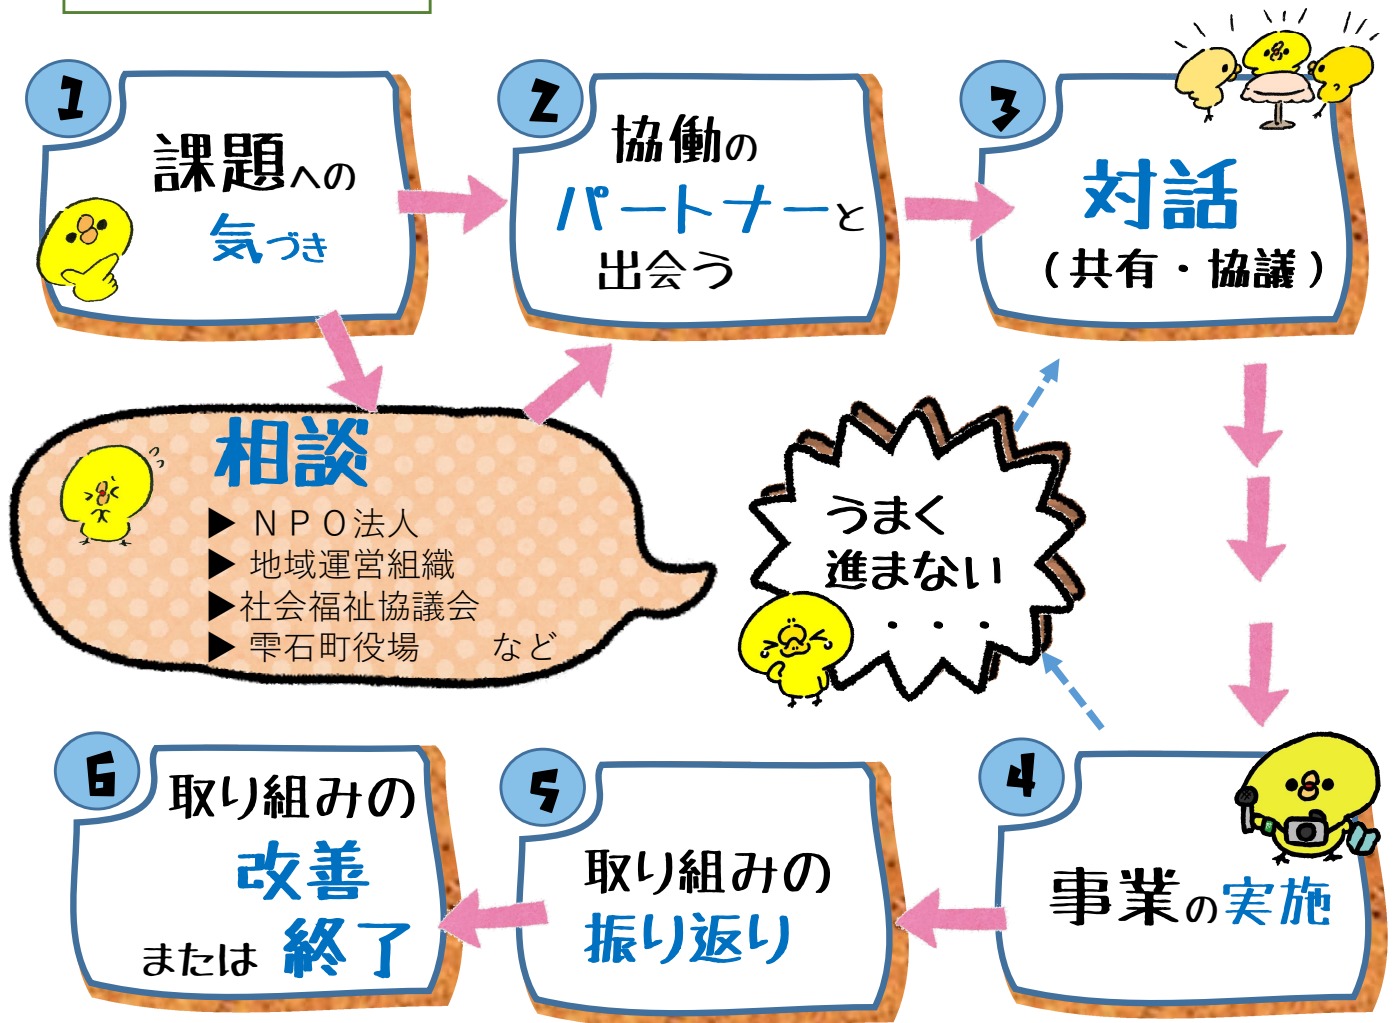 1
課題への
気づき
2
協働の
パートナーと
出会う
3
対話
（共有・協議）
相談
▶ ＮＰＯ法人
▶ 地域運営組織
▶社会福祉協議会
▶ 雫石町役場　　など
うまく
進まない
・・・
4
事業の実施
5
取り組みの
振り返り
6
取り組みの
改善
または 終了